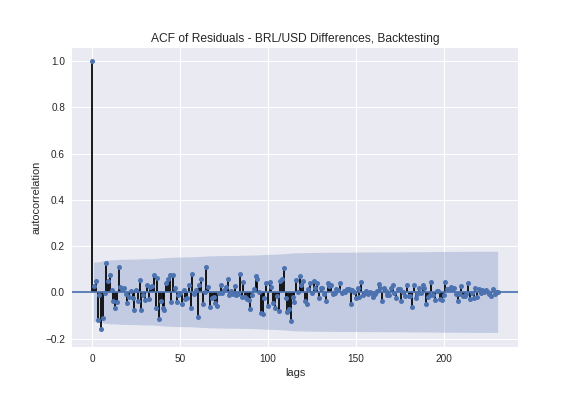 ACF of Residuals - BRL/USD Differences, Backtesting
1.0
0.8
0.6
0.4
0.2
0.0
−0.2
autocorrelation
0 50 100 150 200
lags